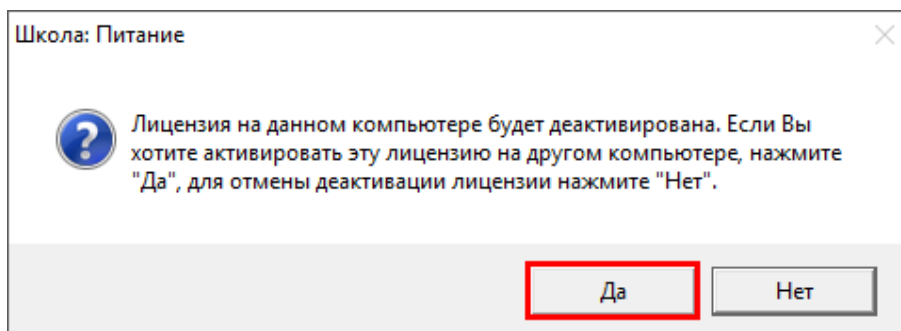 Школа: Питание
Лицензия на данном компьютере будет деактивирована. Если Вы
хотите активировать эту лицензию на другом компьютере, нажмите
"Да", для отмены деактивации лицензии нажмите "Нет".
Да
Нет